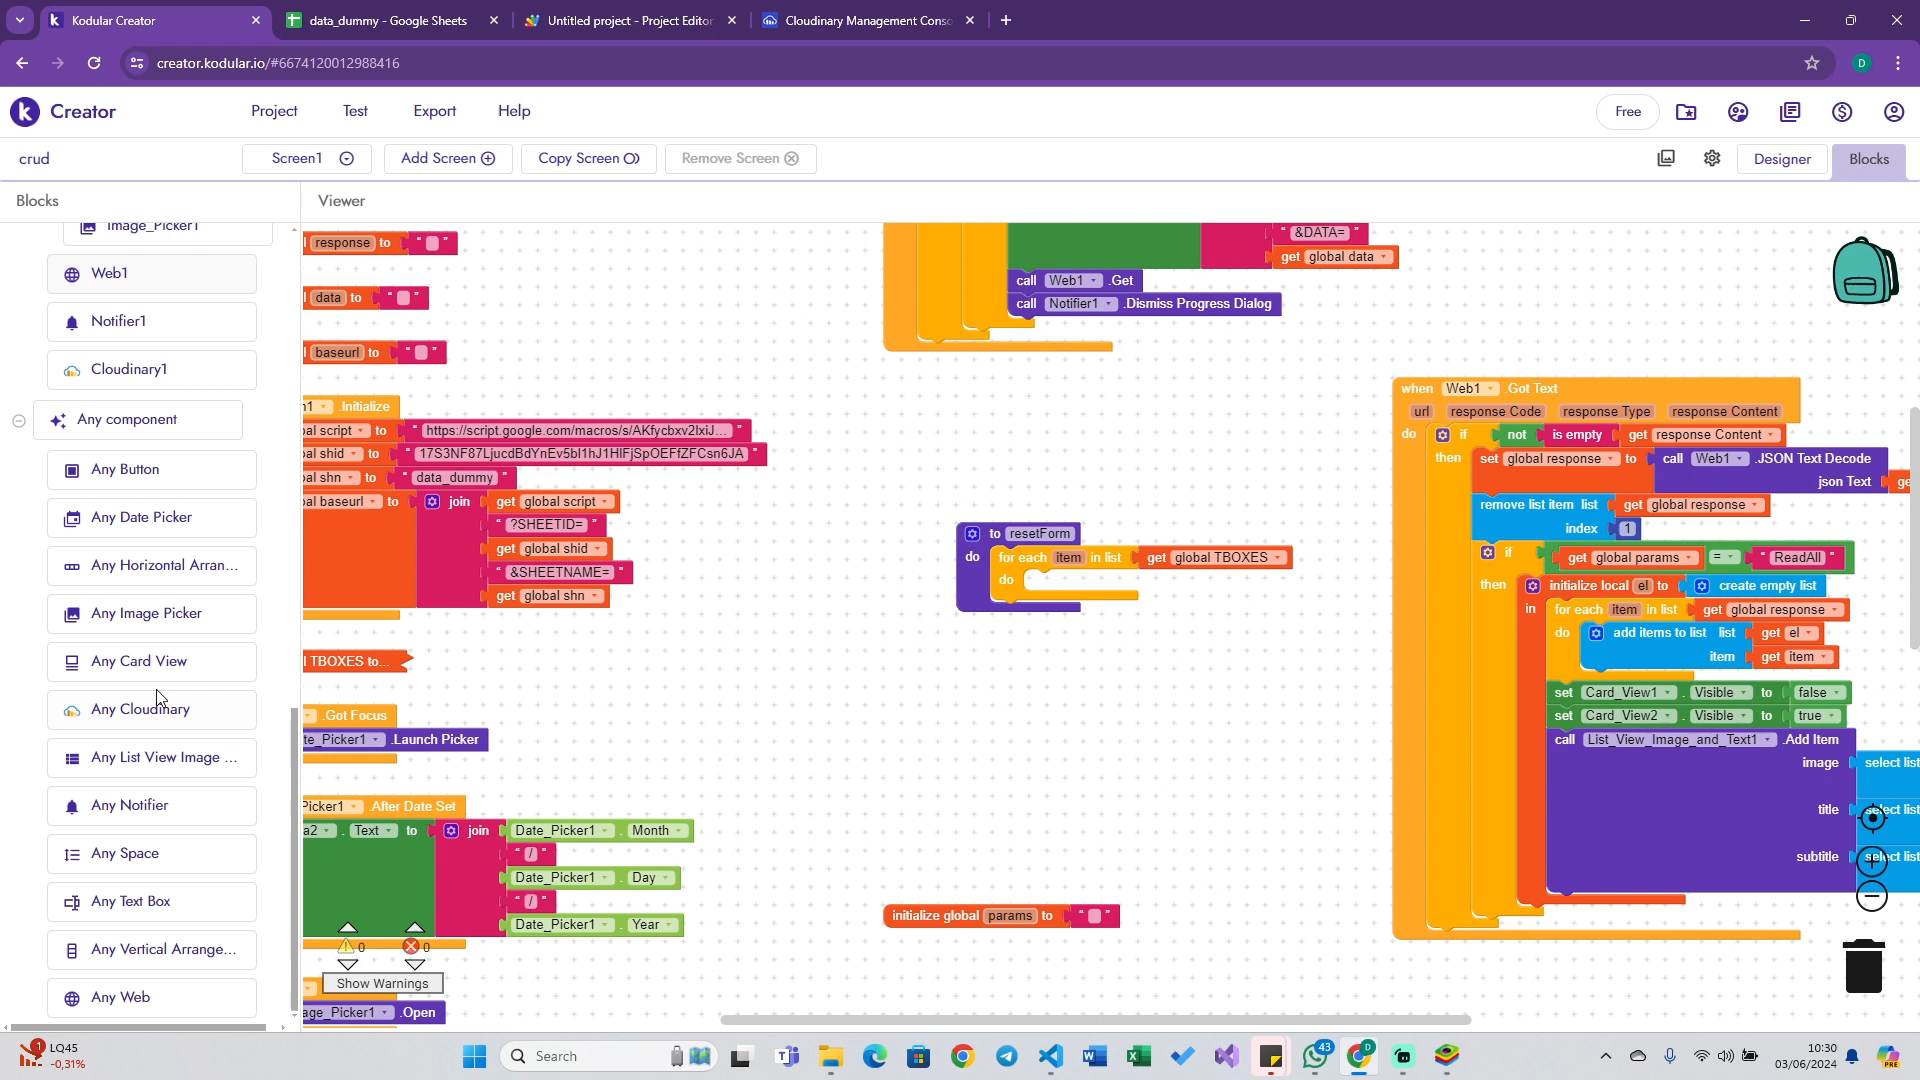 Kodular Creator
data_dummy - Google Sheets
Untitled project - Project Editor
Cloudinary Management Conso
creator.kodular.io/#6674120012988416
D
Creator
Project
Test
Export
Help
Free
crud
Screen1
Add Screen
Copy Screen
Remove Screen
Designer
Blocks
Blocks
Viewer
Image_Picker1
Web1
Notifier1
Cloudinary1
Any component
Any Button
Any Date Picker
Any Horizontal Arran...
Any Image Picker
Any Card View
Any Cloudinary
Any List View Image ...
Any Notifier
Any Space
Any Text Box
Any Vertical Arrange...
Any Web
response to " "
data to " "
baseurl to " "
.Initialize
script to " https://script.google.com/macros/s/AKfycbxv2lxiJ... "
shid to " 17S3NF87LjucdBdYnEv5bI1hJ1HIFjSpOEFfZFCsn6JA "
shn to " data_dummy "
baseurl to join get global script
" ?SHEETID= "
get global shid
" &SHEETNAME= "
get global shn
TBOXES to...
.Got Focus
.Launch Picker
Picker1 .After Date Set
. Text to join Date_Picker1 . Month
" / "
Date_Picker1 . Day
" / "
Date_Picker1 . Year
0 0
Show Warnings
.Open
" &DATA= "
get global data
call Web1 .Get
call Notifier1 .Dismiss Progress Dialog
to resetForm
do for each item in list get global TBOXES
do
initialize global params to " "
when Web1 .Got Text
url response Code response Type response Content
do if not is empty get response Content
then set global response to call Web1 .JSON Text Decode
json Text
remove list item list get global response
index 1
if get global params = " ReadAll "
then initialize local el to create empty list
in for each item in list get global response
do add items to list list get el
item get item
set Card_View1 . Visible to false
set Card_View2 . Visible to true
call List_View_Image_and_Text1 .Add Item
image select list
title select list
subtitle select list
1
LQ45
-0,31%
Search
43
D
10:30
03/06/2024